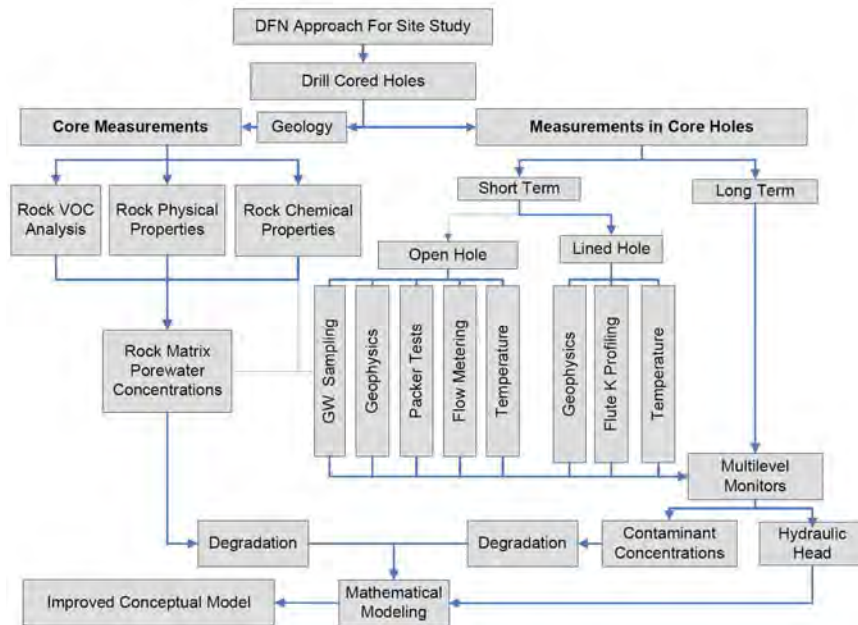 DFN Approach For Site Study
Drill Cored Holes
Core Measurements
Geology
Measurements in Core Holes
Short Term
Long Term
Rock VOC
Analysis
Rock Physical
Properties
Rock Chemical
Properties
Open Hole
Lined Hole
GW. Sampling
Geophysics
Packer Tests
Flow Metering
Temperature
Geophysics
Flute K Profiling
Temperature
Rock Matrix
Porewater
Concentrations
Multilevel
Monitors
Degradation
Degradation
Contaminant
Concentrations
Hydraulic
Head
Improved Conceptual Model
Mathematical
Modeling